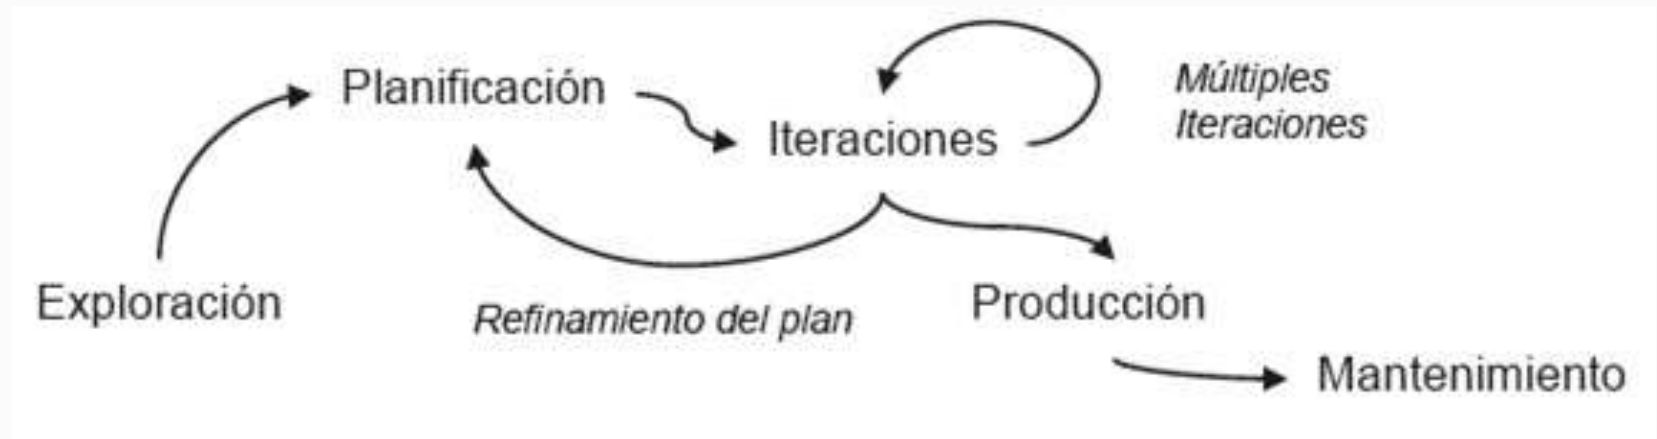 Planificación
Iteraciones
Múltiples
Iteraciones
Exploración
Refinamiento del plan
Producción
Mantenimiento